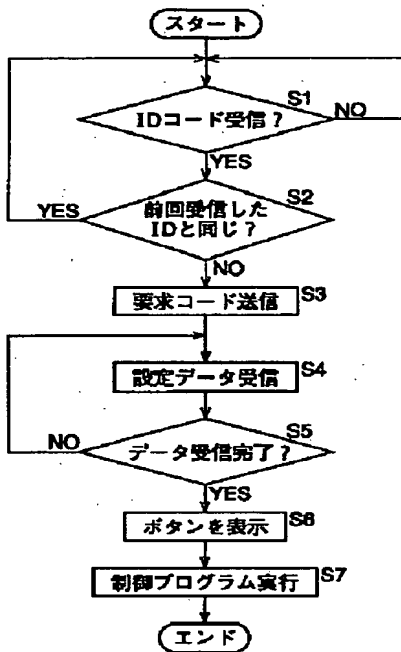 スタート
S1
IDコード受信?
NO
YES
S2
前回受信した
IDと同じ?
YES
NO
要求コード送信
S3
設定データ受信
S4
S5
データ受信完了?
NO
YES
ボタンを表示
S6
制御プログラム実行
S7
エンド